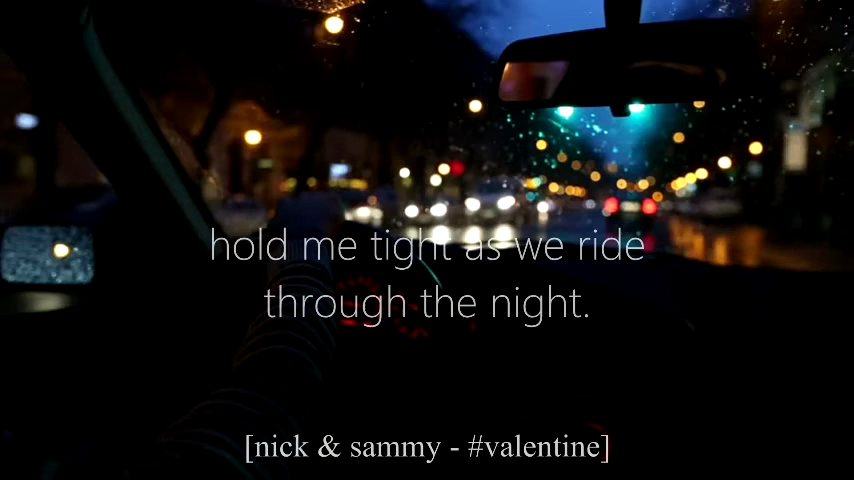 hold me tight as we ride
through the night.
[nick & sammy - #valentine]